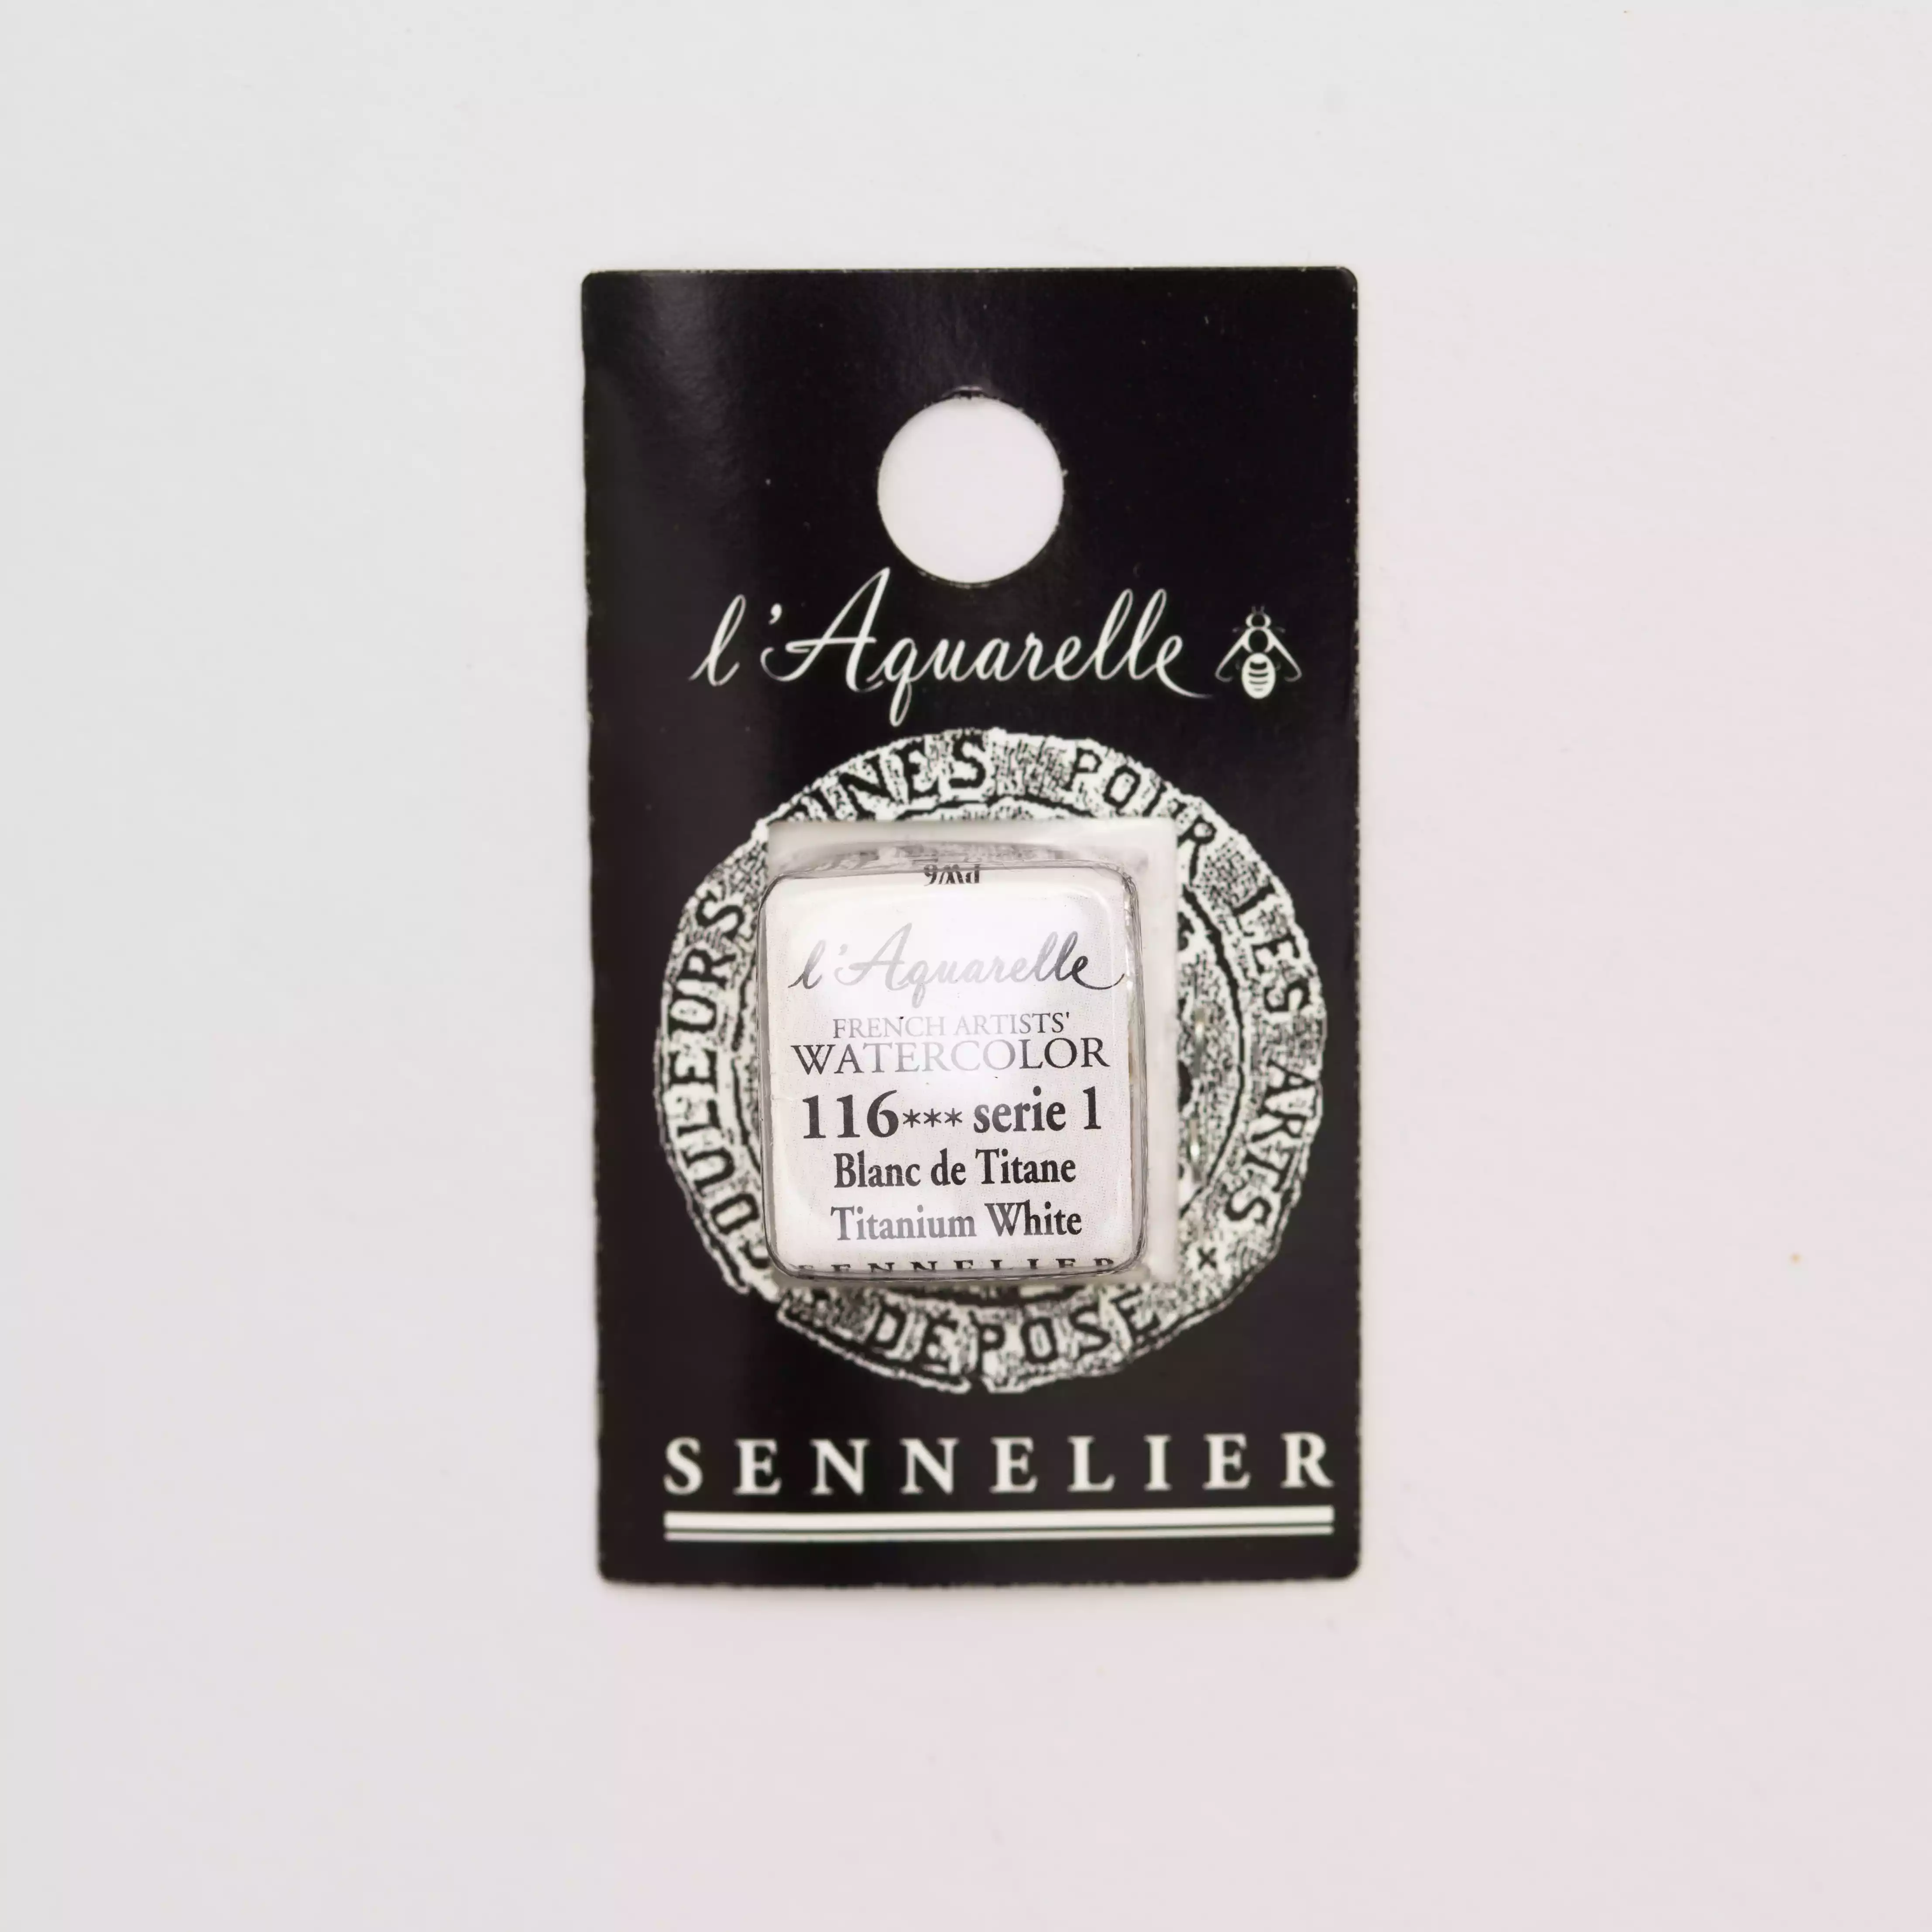 l'Aquarelle
COULEURS
POUR LES ARTS
DÉPOSÉ
PW6
l'Aquarelle
FRENCH ARTISTS'
WATERCOLOR
116*** serie 1
Blanc de Titane
Titanium White
SENNELIER
SENNELIER